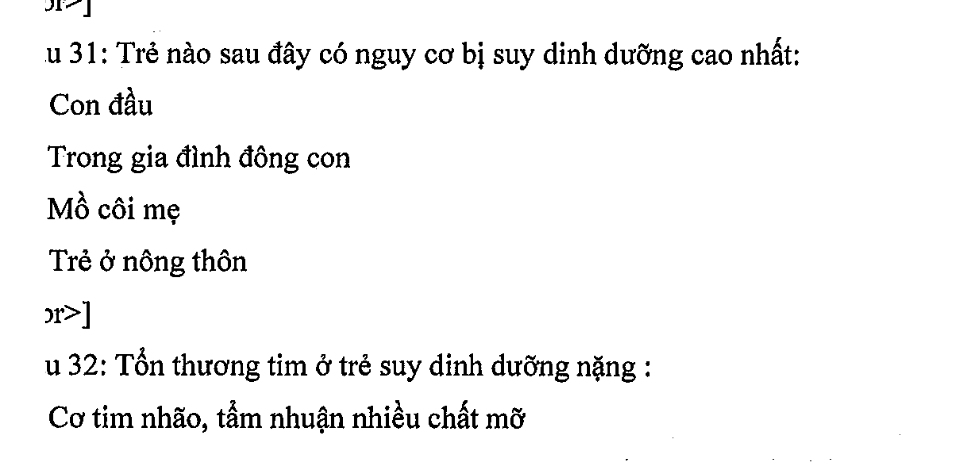 or>]
u 31: Trẻ nào sau đây có nguy cơ bị suy dinh dưỡng cao nhất:
Con đầu
Trong gia đình đông con
Mồ côi mẹ
Trẻ ở nông thôn
or>]
u 32: Tổn thương tim ở trẻ suy dinh dưỡng nặng :
Cơ tim nhão, tẩm nhuận nhiều chất mỡ